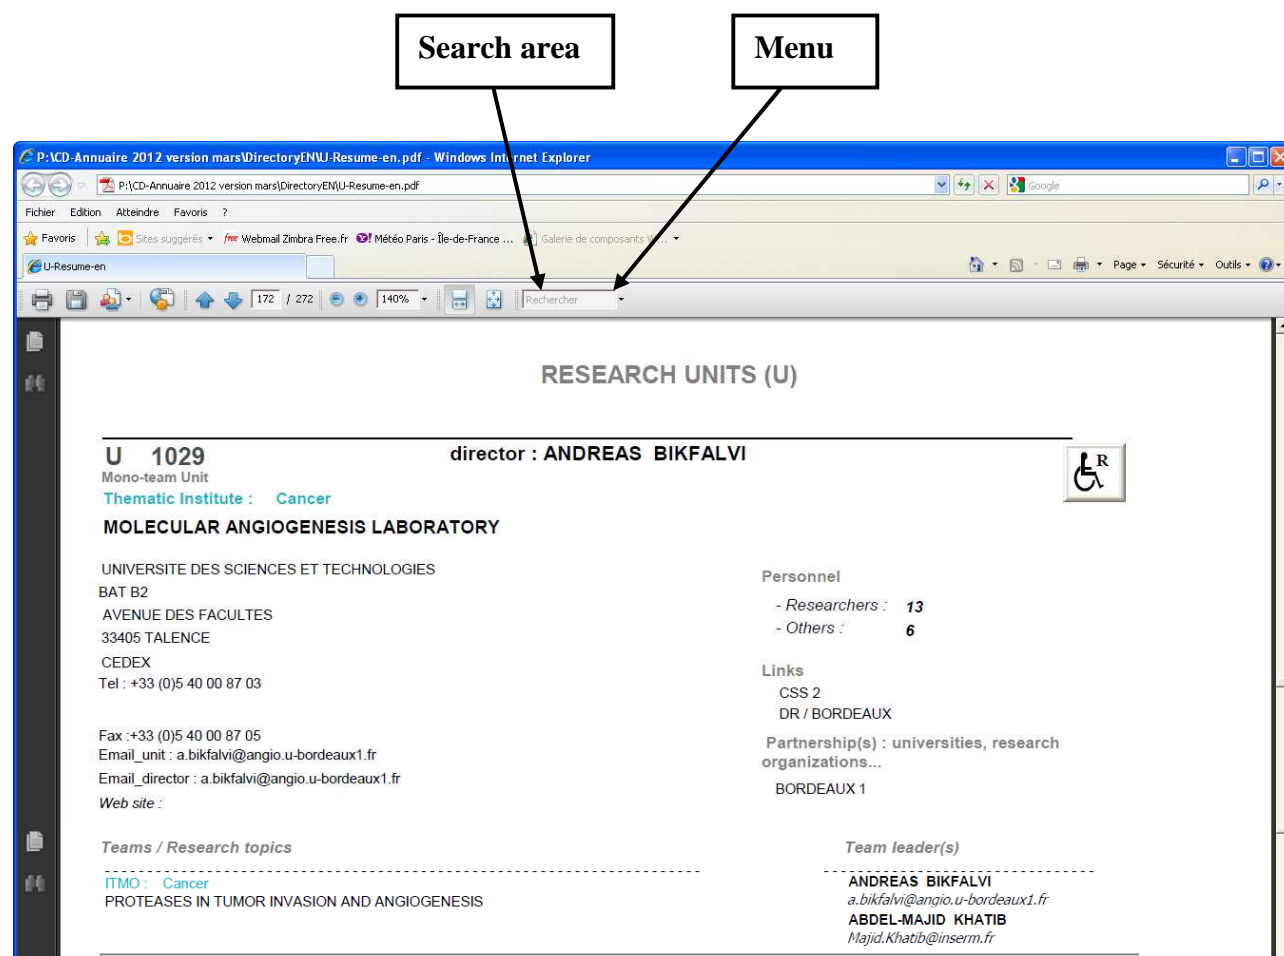 Search area
Menu
P:\CD-Annuaire 2012 version mars\DirectoryEN\U-Resume-en.pdf - Windows Internet Explorer
P:\CD-Annuaire 2012 version mars\DirectoryEN\U-Resume-en.pdf
Google
Fichier Edition Atteindre Favoris ?
Favoris Sites suggérés free Webmail Zimbra Free.fr Météo Paris - Île-de-France ... Galerie de composants
U-Resume-en
Page Sécurité Outils
172 / 272 140% Rechercher
RESEARCH UNITS (U)
U 1029 director : ANDREAS BIKFALVI
R
Mono-team Unit
Thematic Institute : Cancer
MOLECULAR ANGIOGENESIS LABORATORY
UNIVERSITE DES SCIENCES ET TECHNOLOGIES
BAT B2
AVENUE DES FACULTES
33405 TALENCE
CEDEX
Tel : +33 (0)5 40 00 87 03
Fax :+33 (0)5 40 00 87 05
Email_unit : a.bikfalvi@angio.u-bordeaux1.fr
Email_director : a.bikfalvi@angio.u-bordeaux1.fr
Web site :
Personnel
- Researchers : 13
- Others : 6
Links
CSS 2
DR / BORDEAUX
Partnership(s) : universities, research
organizations...
BORDEAUX 1
Teams / Research topics
Team leader(s)
ITMO : Cancer
PROTEASES IN TUMOR INVASION AND ANGIOGENESIS
ANDREAS BIKFALVI
a.bikfalvi@angio.u-bordeaux1.fr
ABDEL-MAJID KHATIB
Majid.Khatib@inserm.fr